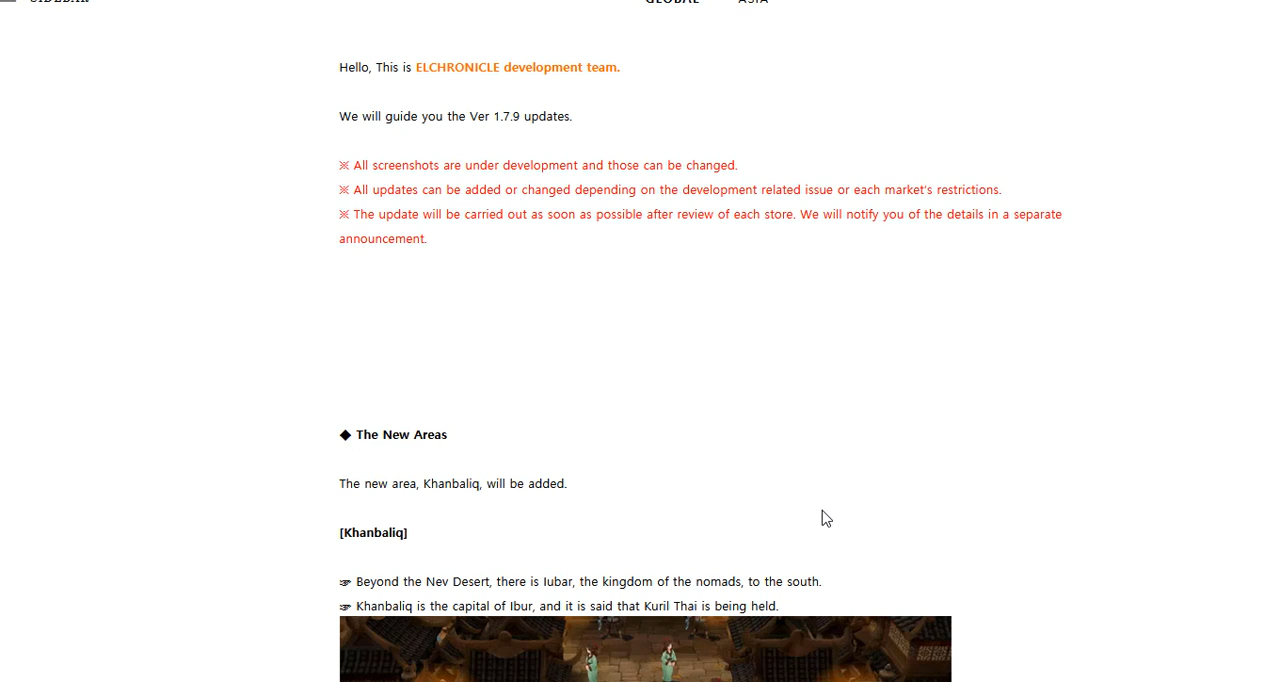 SIDEBAR
GLOBAL ASIA
Hello, This is ELCHRONICLE development team.
We will guide you the Ver 1.7.9 updates.
※ All screenshots are under development and those can be changed.
※ All updates can be added or changed depending on the development related issue or each market's restrictions.
※ The update will be carried out as soon as possible after review of each store. We will notify you of the details in a separate
announcement.
◆ The New Areas
The new area, Khanbaliq, will be added.
[Khanbaliq]
☞ Beyond the Nev Desert, there is Iubar, the kingdom of the nomads, to the south.
☞ Khanbaliq is the capital of Ibur, and it is said that Kuril Thai is being held.